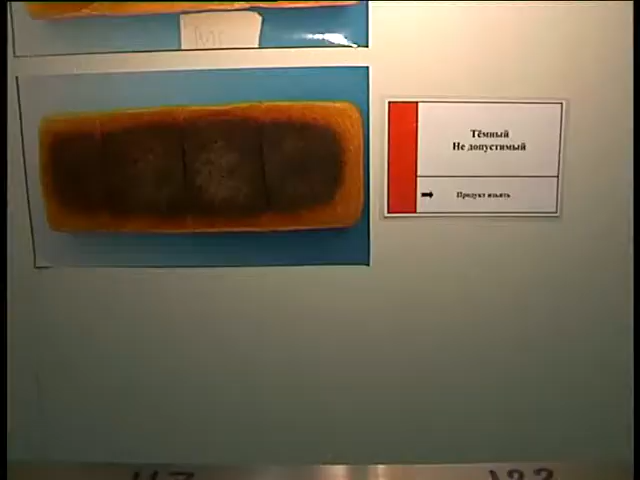 Тёмный
Не допустимый
Продукт изъять